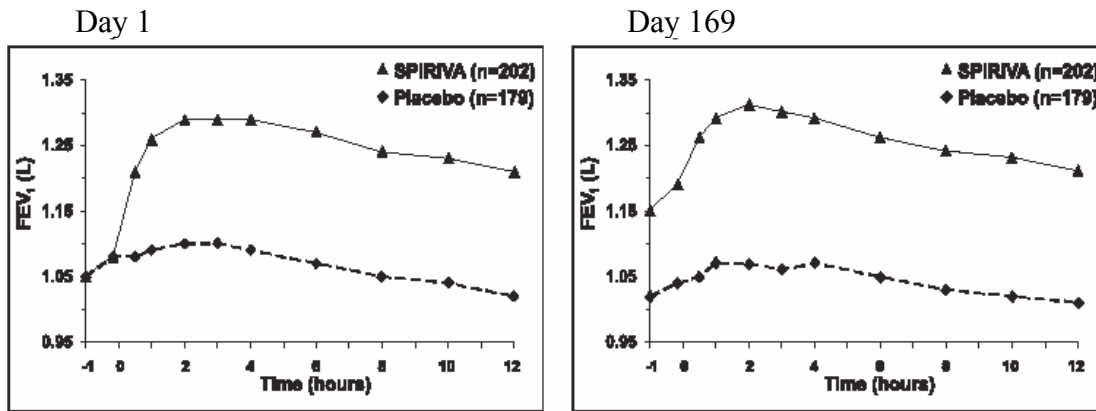 Day 1
SPIRIVA (n=202)
Placebo (n=179)
1.35
1.25
1.15
1.05
0.95
FEV₁ (L)
-1 0 2 4 6 8 10 12
Time (hours)
Day 169
SPIRIVA (n=202)
Placebo (n=179)
1.35
1.25
1.15
1.05
0.95
FEV₁ (L)
-1 0 2 4 6 8 10 12
Time (hours)